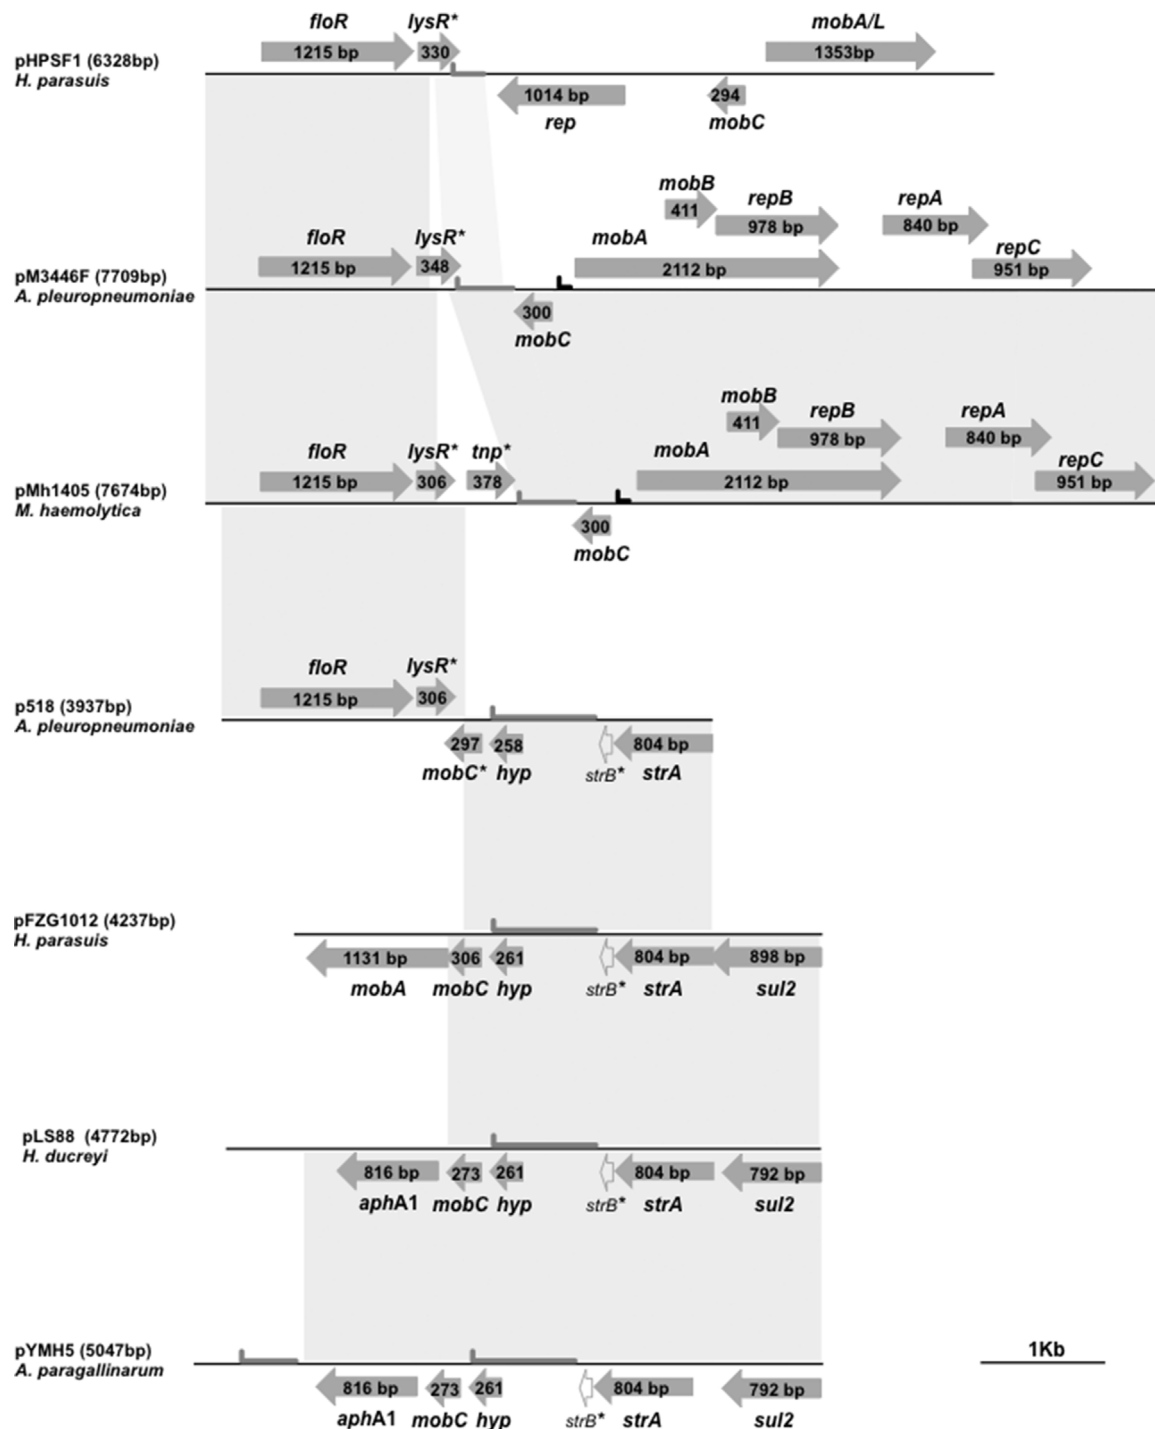 floR lysR* mobA/L
pHPSF1 (6328bp) 1215 bp 330 1353bp
H. parasuis
1014 bp 294
rep mobC
mobB repB repA
411 978 bp 840 bp
floR lysR* mobA repC
pM3446F (7709bp) 1215 bp 348 2112 bp 951 bp
A. pleuropneumoniae
300
mobC
mobB repB repA
411 978 bp 840 bp
floR lysR* tnp* mobA repC
pMh1405 (7674bp) 1215 bp 306 378 2112 bp 951 bp
M. haemolytica
300
mobC
floR lysR*
p518 (3937bp) 1215 bp 306
A. pleuropneumoniae
297 258 804 bp
mobC* hyp strB* strA
pFZG1012 (4237bp)
H. parasuis
1131 bp 306 261 804 bp 898 bp
mobA mobC hyp strB* strA sul2
pLS88 (4772bp)
H. ducreyi
816 bp 273 261 804 bp 792 bp
aphA1 mobC hyp strB* strA sul2
pYMH5 (5047bp) 1Kb
A. paragallinarum
816 bp 273 261 804 bp 792 bp
aphA1 mobC hyp strB* strA sul2